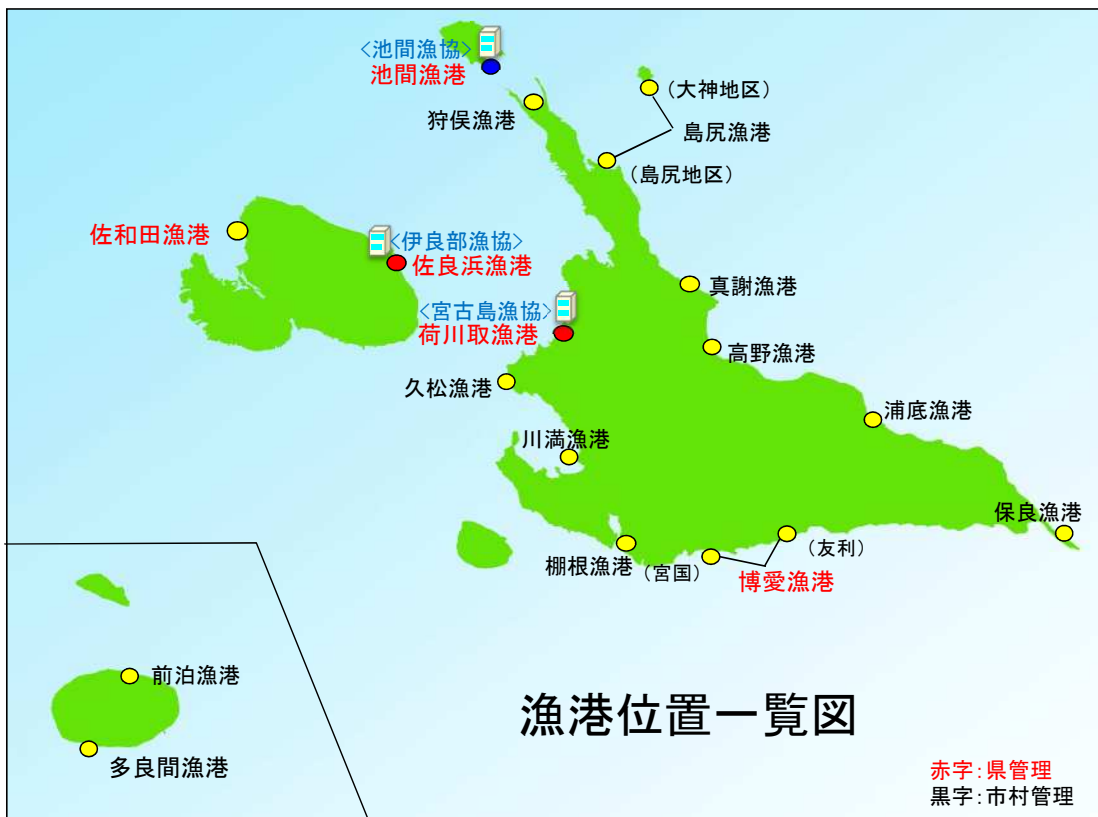 <池間漁協>
池間漁港
狩俣漁港
(大神地区)
島尻漁港
(島尻地区)
佐和田漁港
<伊良部漁協>
佐良浜漁港
<宮古島漁協>
荷川取漁港
真謝漁港
高野漁港
久松漁港
浦底漁港
川満漁港
保良漁港
(友利)
棚根漁港
(宮国)
博愛漁港
前泊漁港
多良間漁港
漁港位置一覧図
赤字:県管理
黒字:市村管理